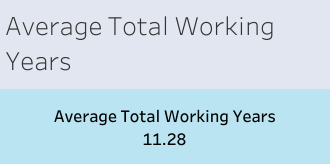 Average Total Working
Years
Average Total Working Years
11.28